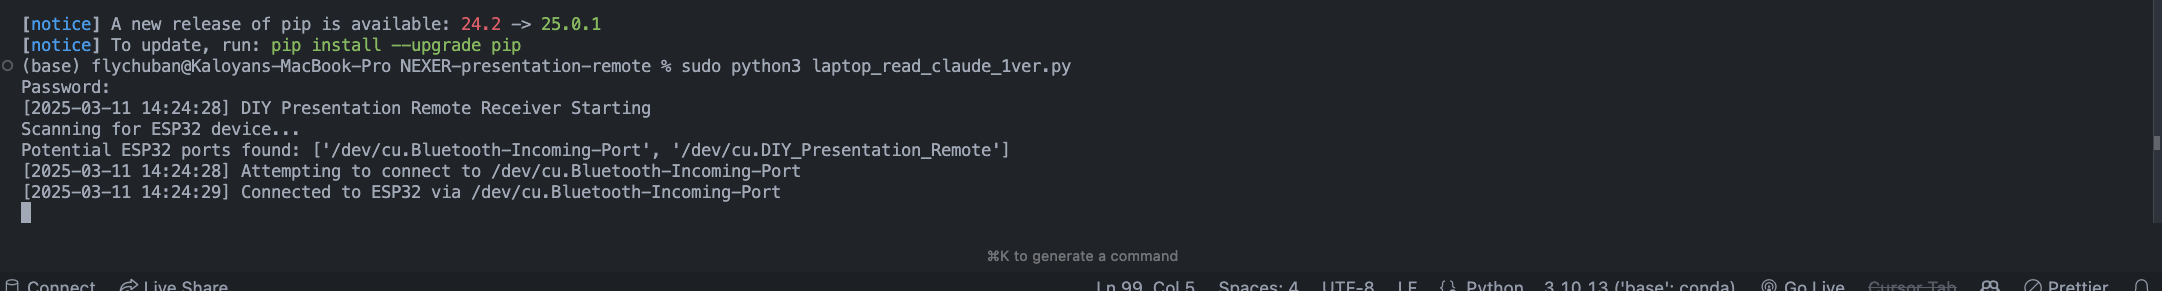 [notice] A new release of pip is available: 24.2 -> 25.0.1
[notice] To update, run: pip install --upgrade pip
(base) flychuban@Kaloyans-MacBook-Pro NEXER-presentation-remote % sudo python3 laptop_read_claude_1ver.py
Password:
[2025-03-11 14:24:28] DIY Presentation Remote Receiver Starting
Scanning for ESP32 device...
Potential ESP32 ports found: ['/dev/cu.Bluetooth-Incoming-Port', '/dev/cu.DIY_Presentation_Remote']
[2025-03-11 14:24:28] Attempting to connect to /dev/cu.Bluetooth-Incoming-Port
[2025-03-11 14:24:29] Connected to ESP32 via /dev/cu.Bluetooth-Incoming-Port
⌘K to generate a command
Connect Live Share Ln 99, Col 5 Spaces: 4 UTF-8 LF {} Python 3.10.13 ('base': conda) Go Live Cursor Tab Prettier